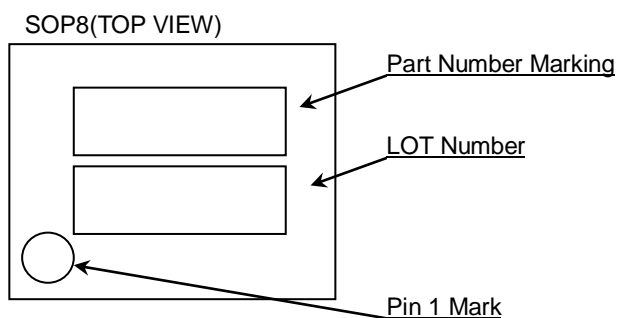 SOP8(TOP VIEW)
Part Number Marking
LOT Number
Pin 1 Mark